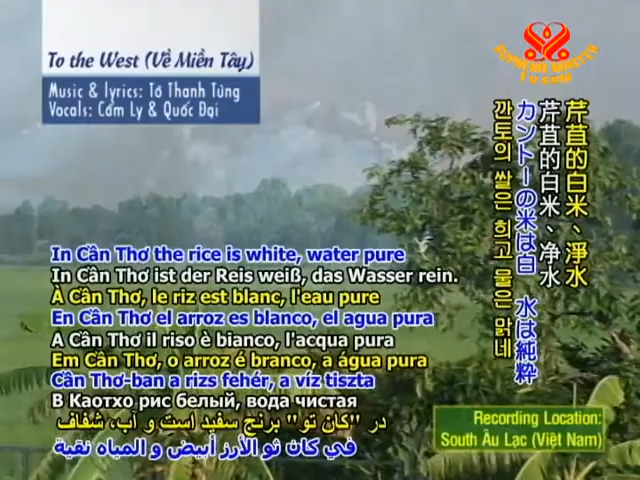 To the West (Về Miền Tây)
Music & lyrics: Tô Thanh Tùng
Vocals: Cẩm Ly & Quốc Đại
SUPREME MASTER
TV.COM
芹苴的白米、淨水
芹苴的白米、净水
カントーの米は白 水は純粋
깐토의 쌀은 희고 물은 맑네
In Cần Thơ the rice is white, water pure
In Cần Thơ ist der Reis weiß, das Wasser rein.
À Cần Thơ, le riz est blanc, l'eau pure
En Cần Thơ el arroz es blanco, el agua pura
A Cần Thơ il riso è bianco, l'acqua pura
Em Cần Thơ, o arroz é branco, a água pura
Cần Thơ-ban a rizs fehér, a víz tiszta
В Каотхо рис белый, вода чистая
در "کان تو" برنج سفید است و آب، شفاف
في كان ثو الأرز أبيض و المياه نقية
Recording Location:
South Âu Lạc (Việt Nam)